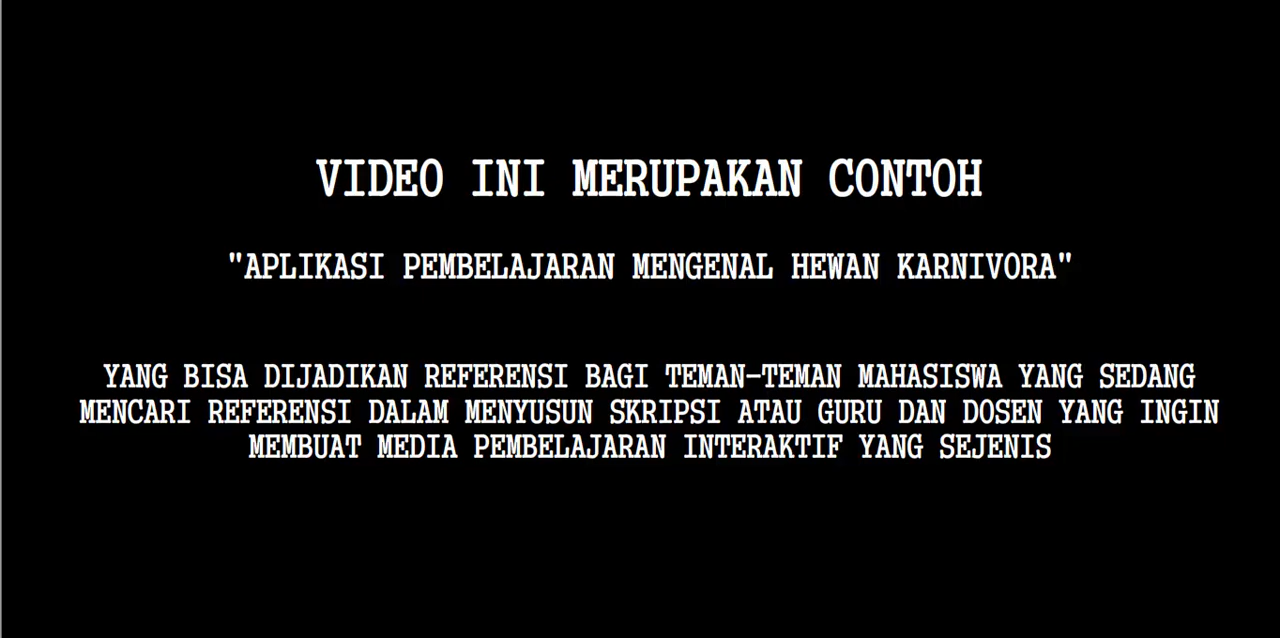 VIDEO INI MERUPAKAN CONTOH
"APLIKASI PEMBELAJARAN MENGENAL HEWAN KARNIVORA"
YANG BISA DIJADIKAN REFERENSI BAGI TEMAN-TEMAN MAHASISWA YANG SEDANG
MENCARI REFERENSI DALAM MENYUSUN SKRIPSI ATAU GURU DAN DOSEN YANG INGIN
MEMBUAT MEDIA PEMBELAJARAN INTERAKTIF YANG SEJENIS